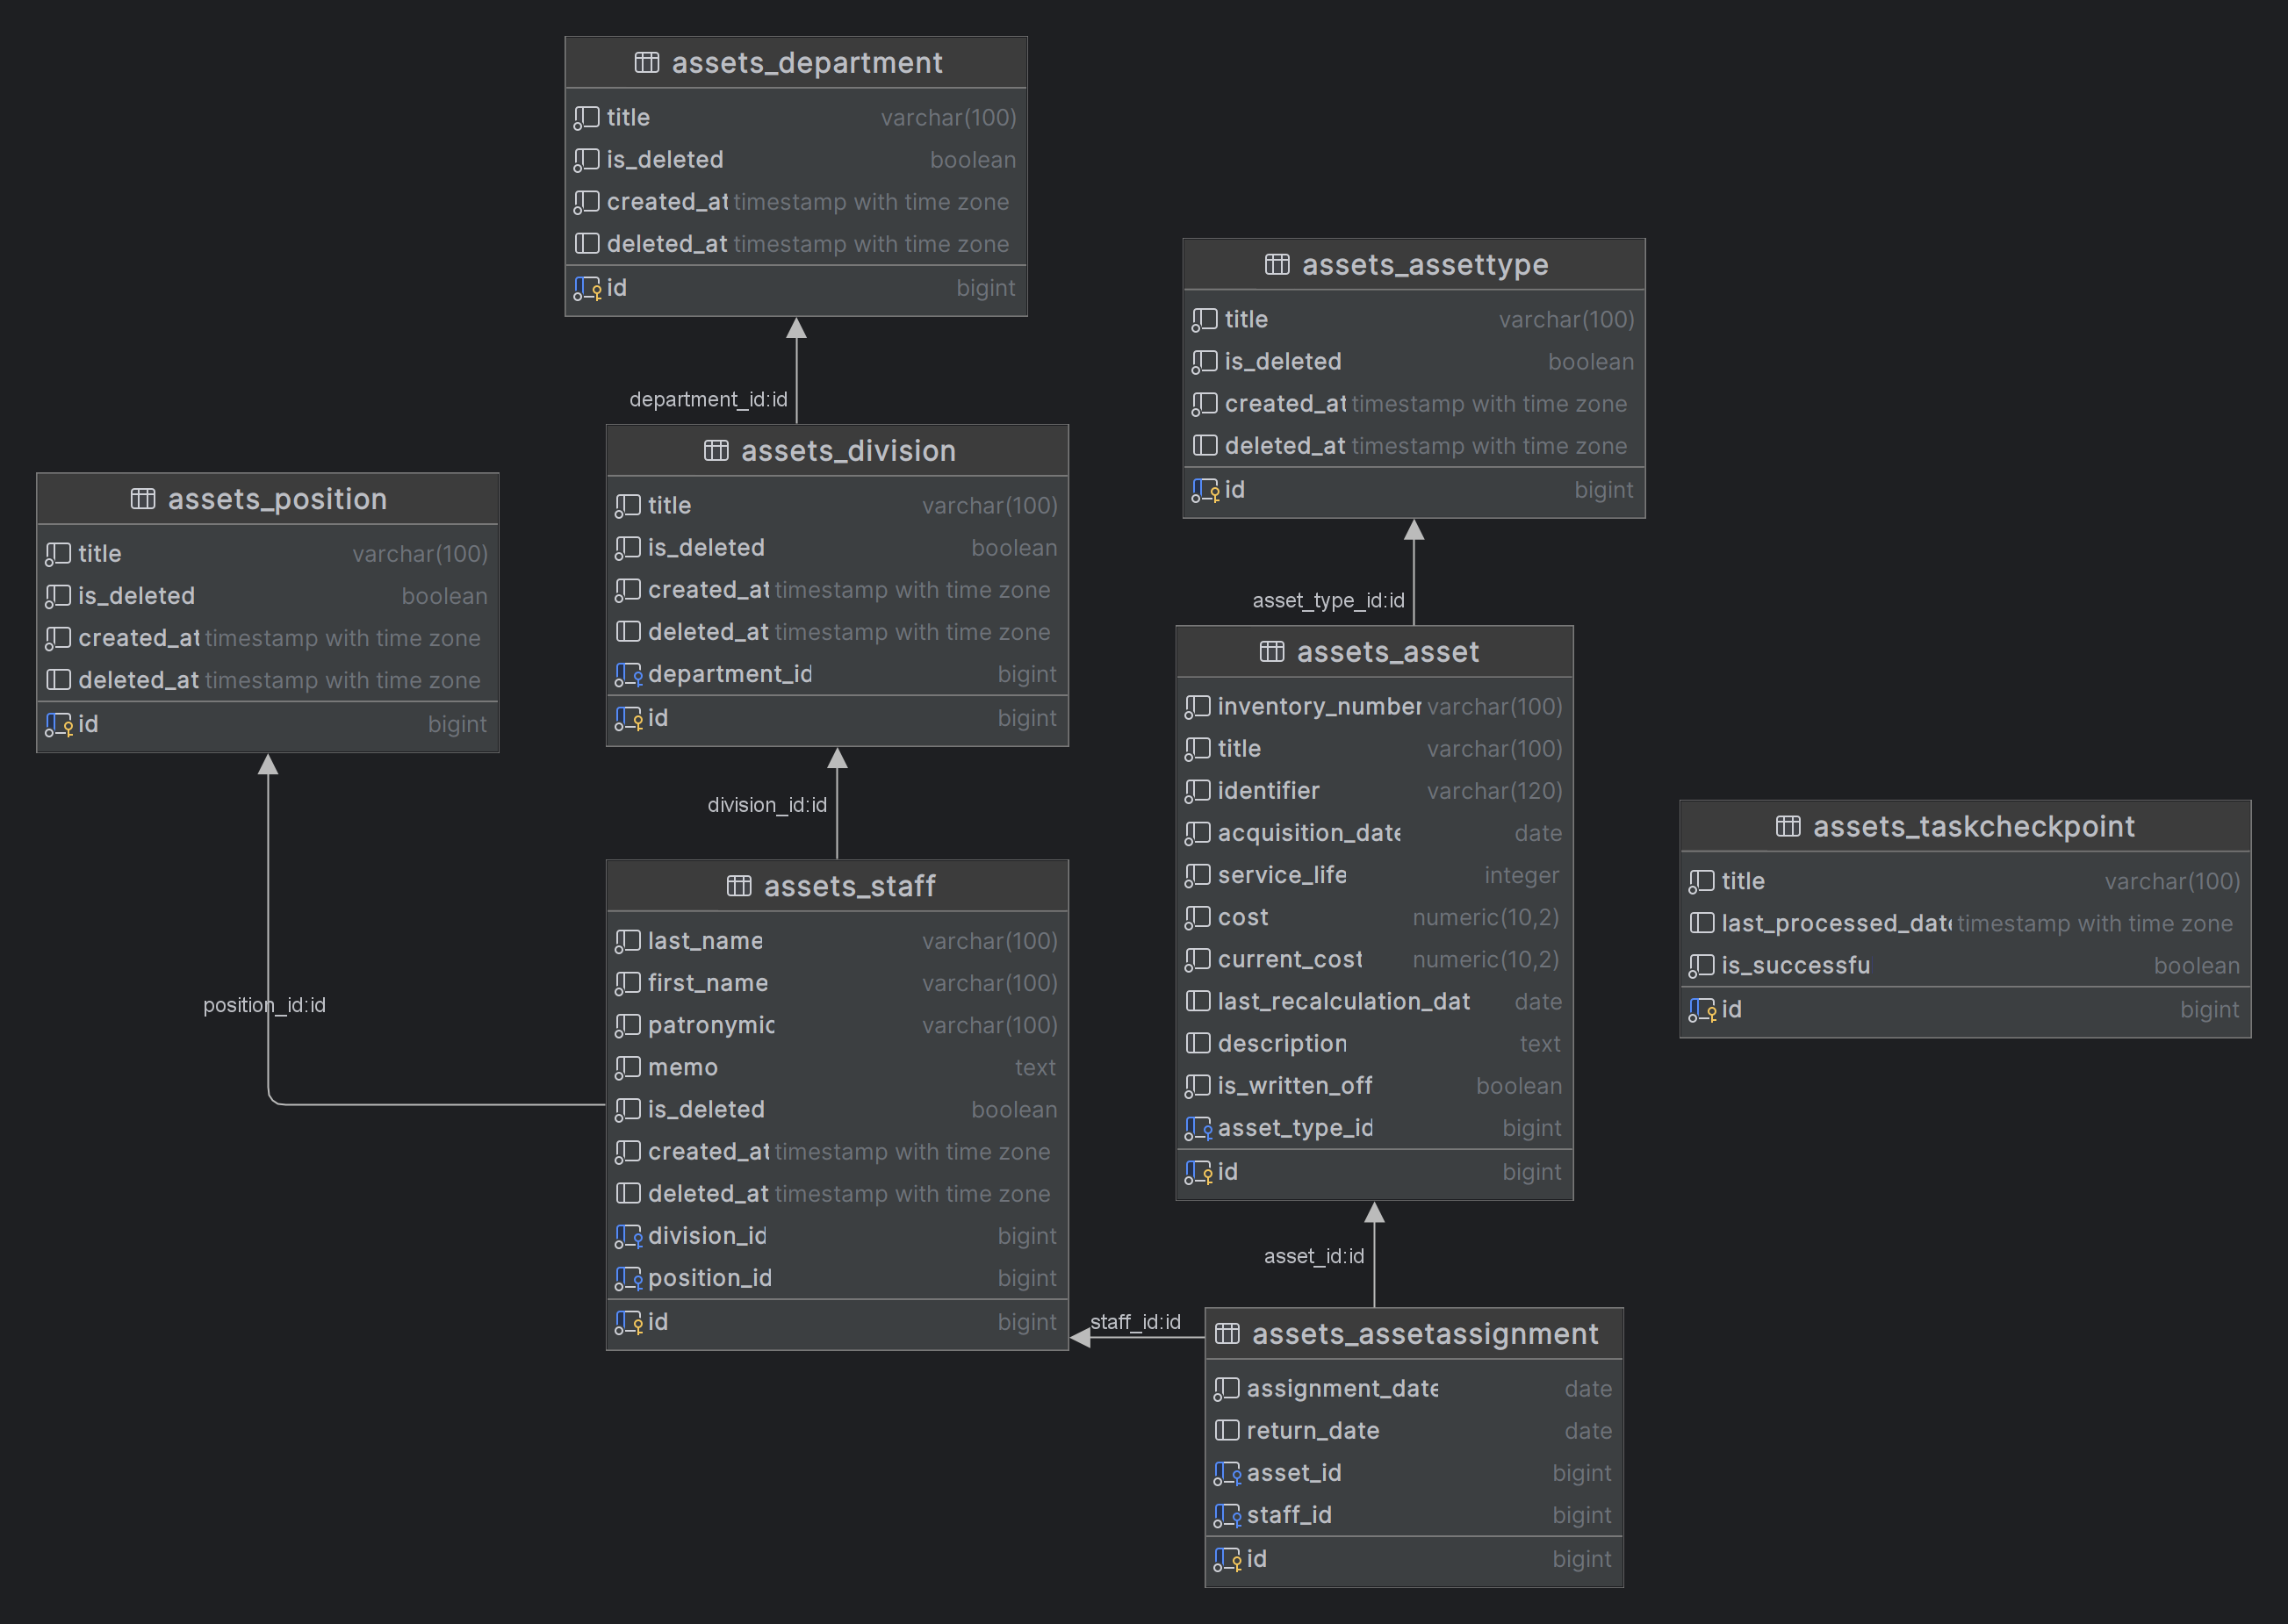 assets_department
title varchar(100)
is_deleted boolean
created_at timestamp with time zone
deleted_at timestamp with time zone
id bigint
department_id:id
assets_division
title varchar(100)
is_deleted boolean
created_at timestamp with time zone
deleted_at timestamp with time zone
department_id bigint
id bigint
assets_position
title varchar(100)
is_deleted boolean
created_at timestamp with time zone
deleted_at timestamp with time zone
id bigint
division_id:id
position_id:id
assets_staff
last_name varchar(100)
first_name varchar(100)
patronymic varchar(100)
memo text
is_deleted boolean
created_at timestamp with time zone
deleted_at timestamp with time zone
division_id bigint
position_id bigint
id bigint
assets_assettype
title varchar(100)
is_deleted boolean
created_at timestamp with time zone
deleted_at timestamp with time zone
id bigint
asset_type_id:id
assets_asset
inventory_number varchar(100)
title varchar(100)
identifier varchar(120)
acquisition_date date
service_life integer
cost numeric(10,2)
current_cost numeric(10,2)
last_recalculation_dat date
description text
is_written_off boolean
asset_type_id bigint
id bigint
asset_id:id
staff_id:id
assets_assetassignment
assignment_date date
return_date date
asset_id bigint
staff_id bigint
id bigint
assets_taskcheckpoint
title varchar(100)
last_processed_date timestamp with time zone
is_successfu boolean
id bigint